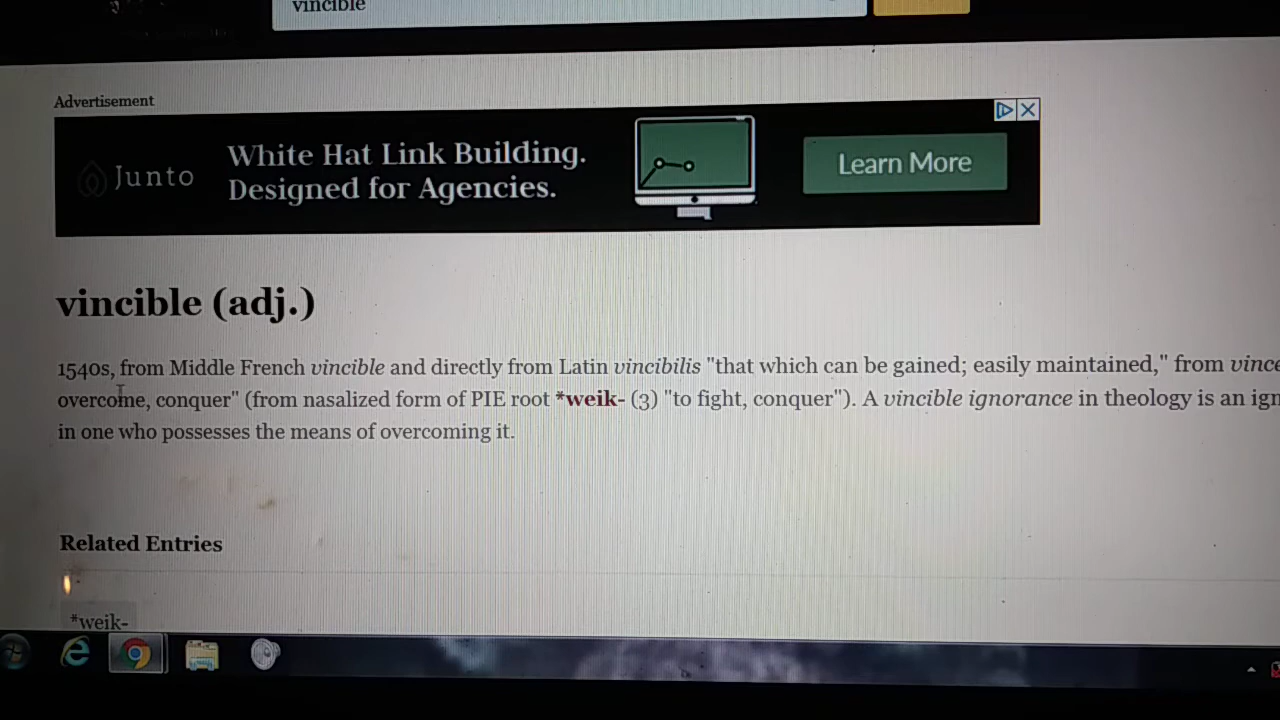 vincible
Advertisement
Junto
White Hat Link Building.
Designed for Agencies.
Learn More
vincible (adj.)
1540s, from Middle French vincible and directly from Latin vincibilis "that which can be gained; easily maintained," from vince
overcome, conquer" (from nasalized form of PIE root *weik- (3) "to fight, conquer"). A vincible ignorance in theology is an ign
in one who possesses the means of overcoming it.
Related Entries
*weik-